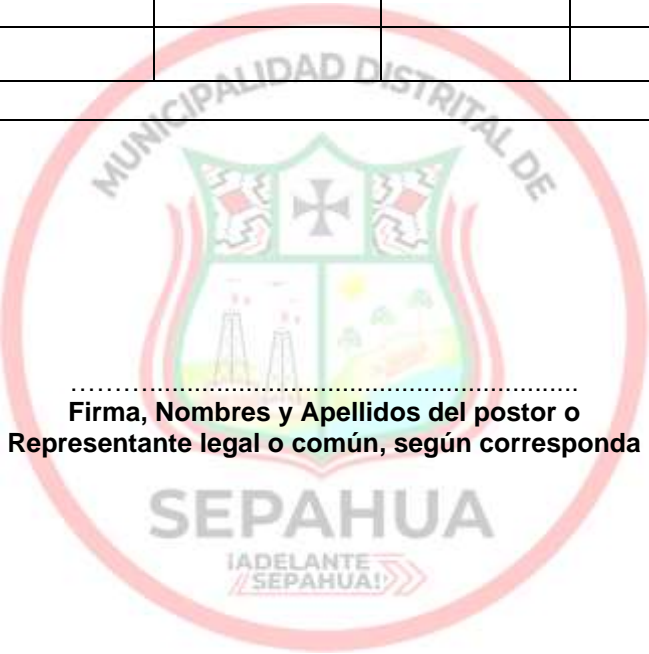 MUNICIPALIDAD DISTRITAL DE
……….........................................................
Firma, Nombres y Apellidos del postor o
Representante legal o común, según corresponda
SEPAHUA
¡ADELANTE
SEPAHUA!